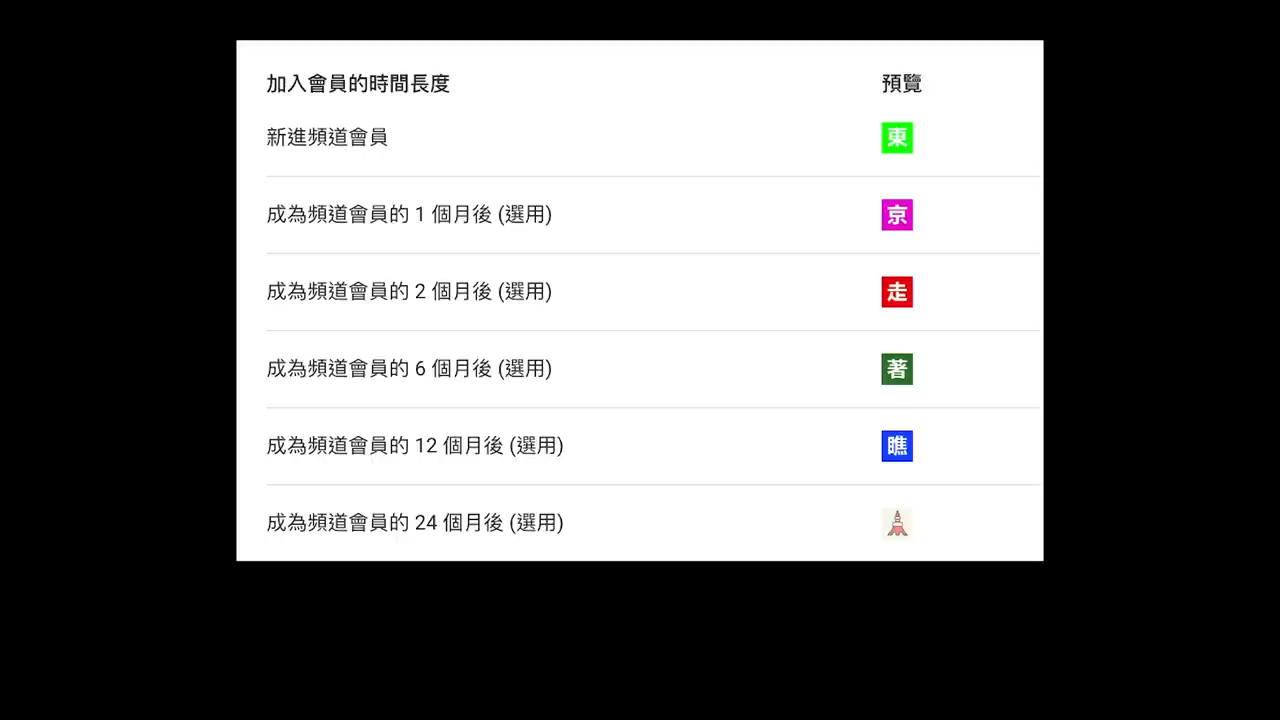 加入會員的時間長度 預覽
新進頻道會員 東
成為頻道會員的 1 個月後 (選用) 京
成為頻道會員的 2 個月後 (選用) 走
成為頻道會員的 6 個月後 (選用) 著
成為頻道會員的 12 個月後 (選用) 瞧
成為頻道會員的 24 個月後 (選用)